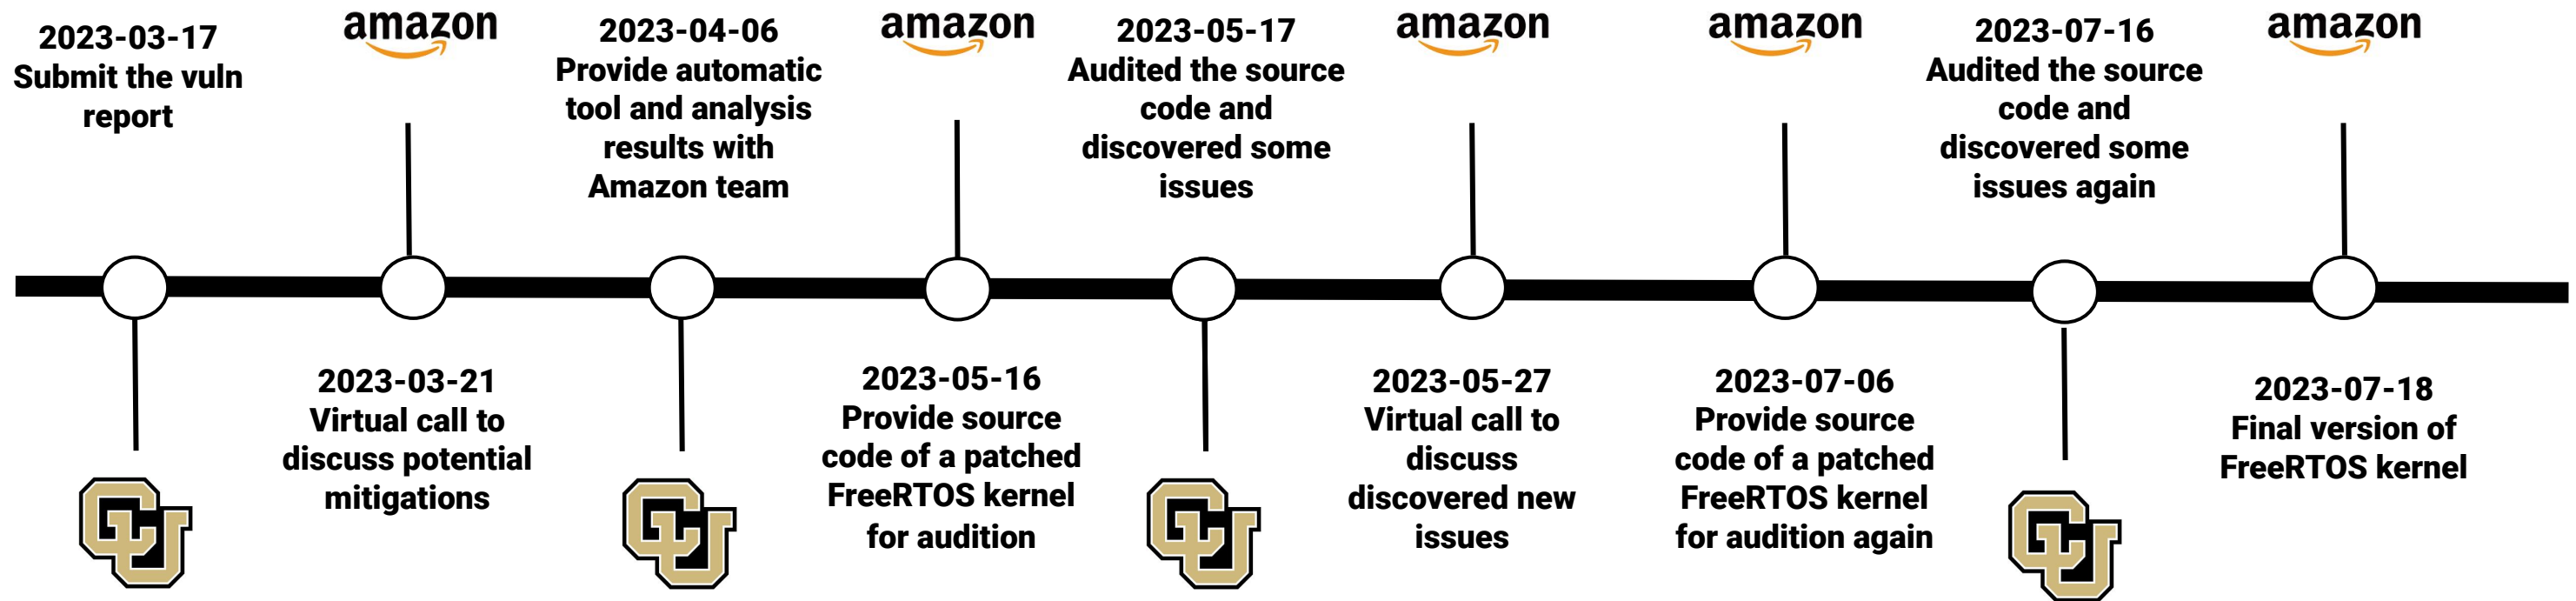 2023-03-17
Submit the vuln
report
amazon
2023-03-21
Virtual call to
discuss potential
mitigations
2023-04-06
Provide automatic
tool and analysis
results with
Amazon team
amazon
2023-05-16
Provide source
code of a patched
FreeRTOS kernel
for audition
2023-05-17
Audited the source
code and
discovered some
issues
amazon
2023-05-27
Virtual call to
discuss
discovered new
issues
amazon
2023-07-06
Provide source
code of a patched
FreeRTOS kernel
for audition again
2023-07-16
Audited the source
code and
discovered some
issues again
amazon
2023-07-18
Final version of
FreeRTOS kernel
CU
CU
CU
CU